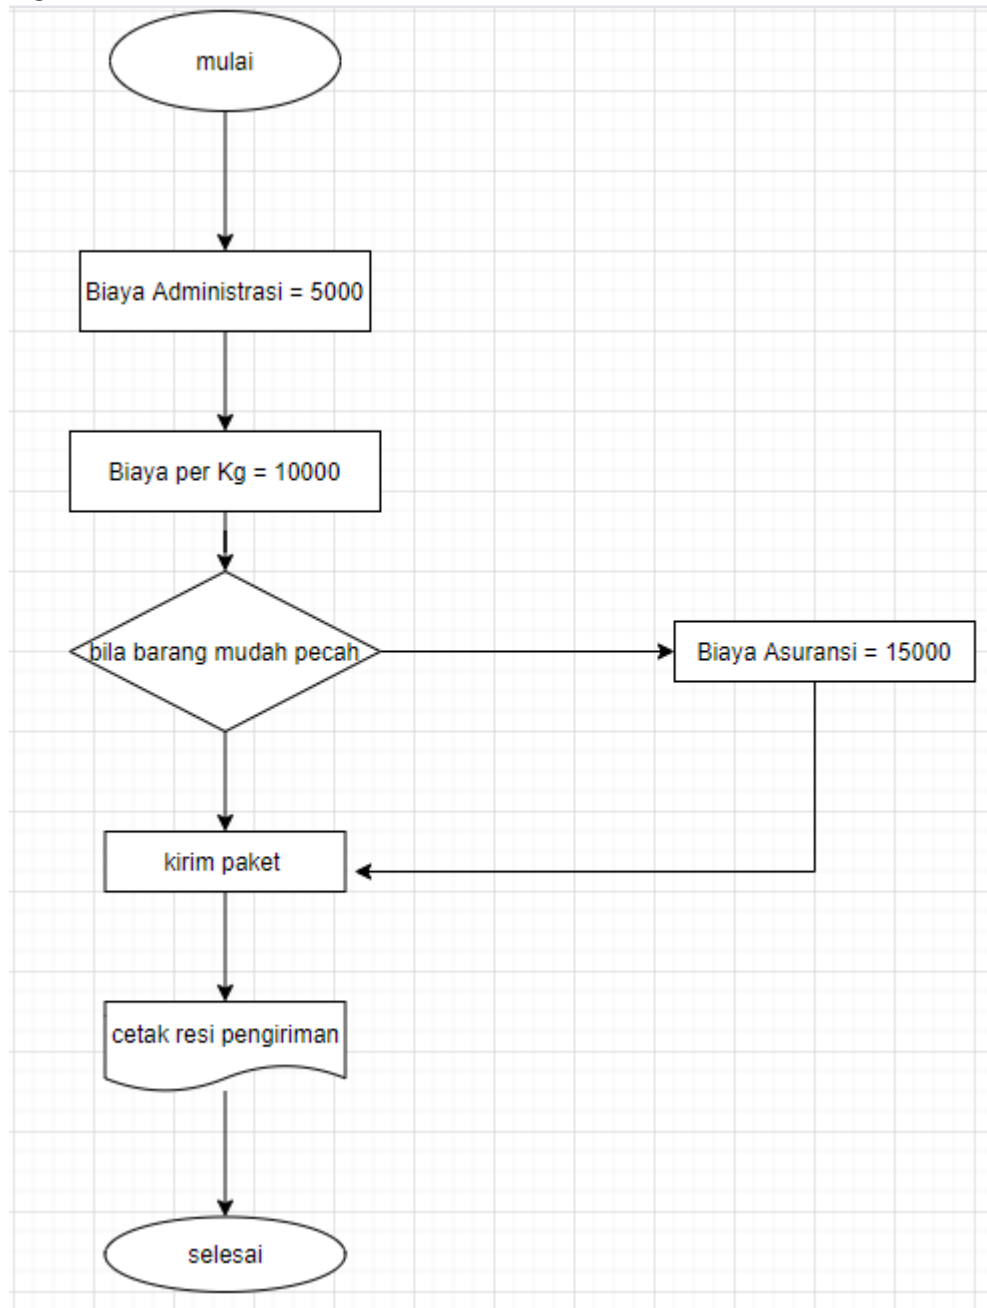 mulai
Biaya Administrasi = 5000
Biaya per Kg = 10000
bila barang mudah pecah
Biaya Asuransi = 15000
kirim paket
cetak resi pengiriman
selesai